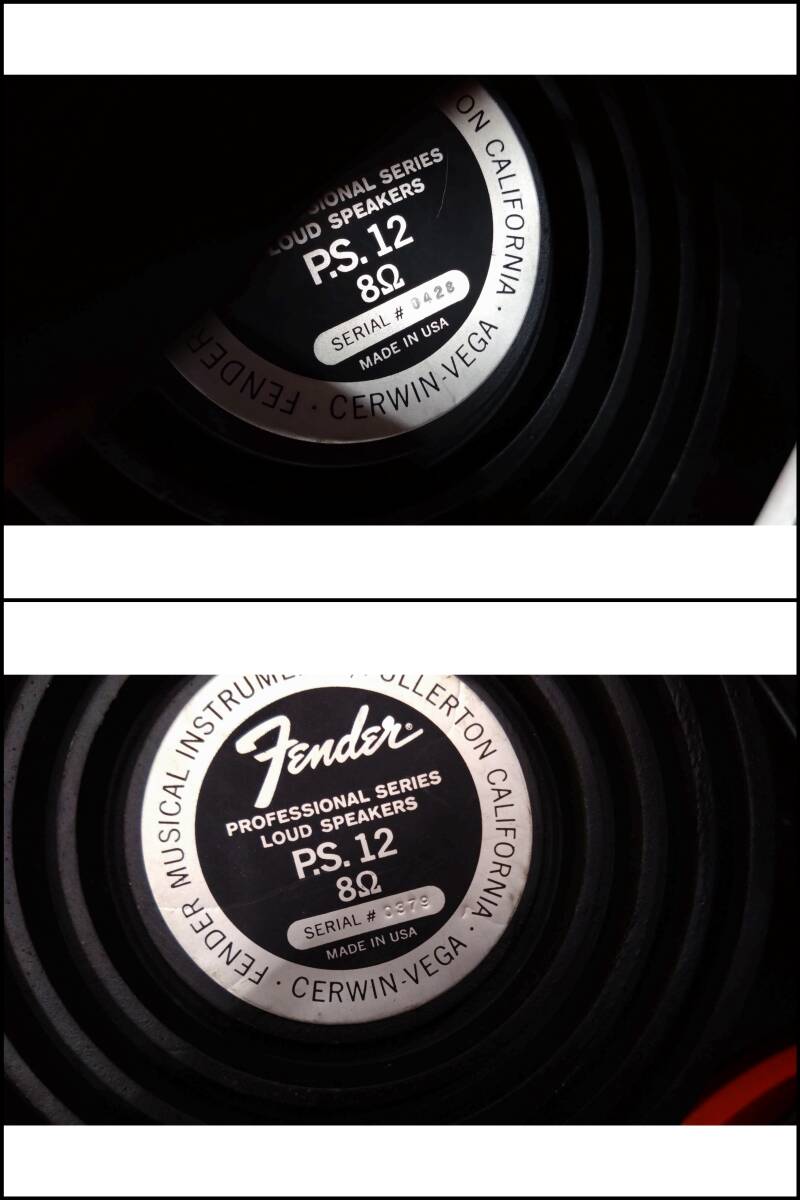 SIONAL SERIES
LOUD SPEAKERS
P.S. 12
8Ω
SERIAL # 0428
MADE IN USA
FENDER · CERWIN-VEGA · ON CALIFORNIA
Fender®
PROFESSIONAL SERIES
LOUD SPEAKERS
P.S. 12
8Ω
SERIAL # 0379
MADE IN USA
FENDER MUSICAL INSTRUMEN ULLERTON CALIFORNIA · CERWIN-VEGA ·